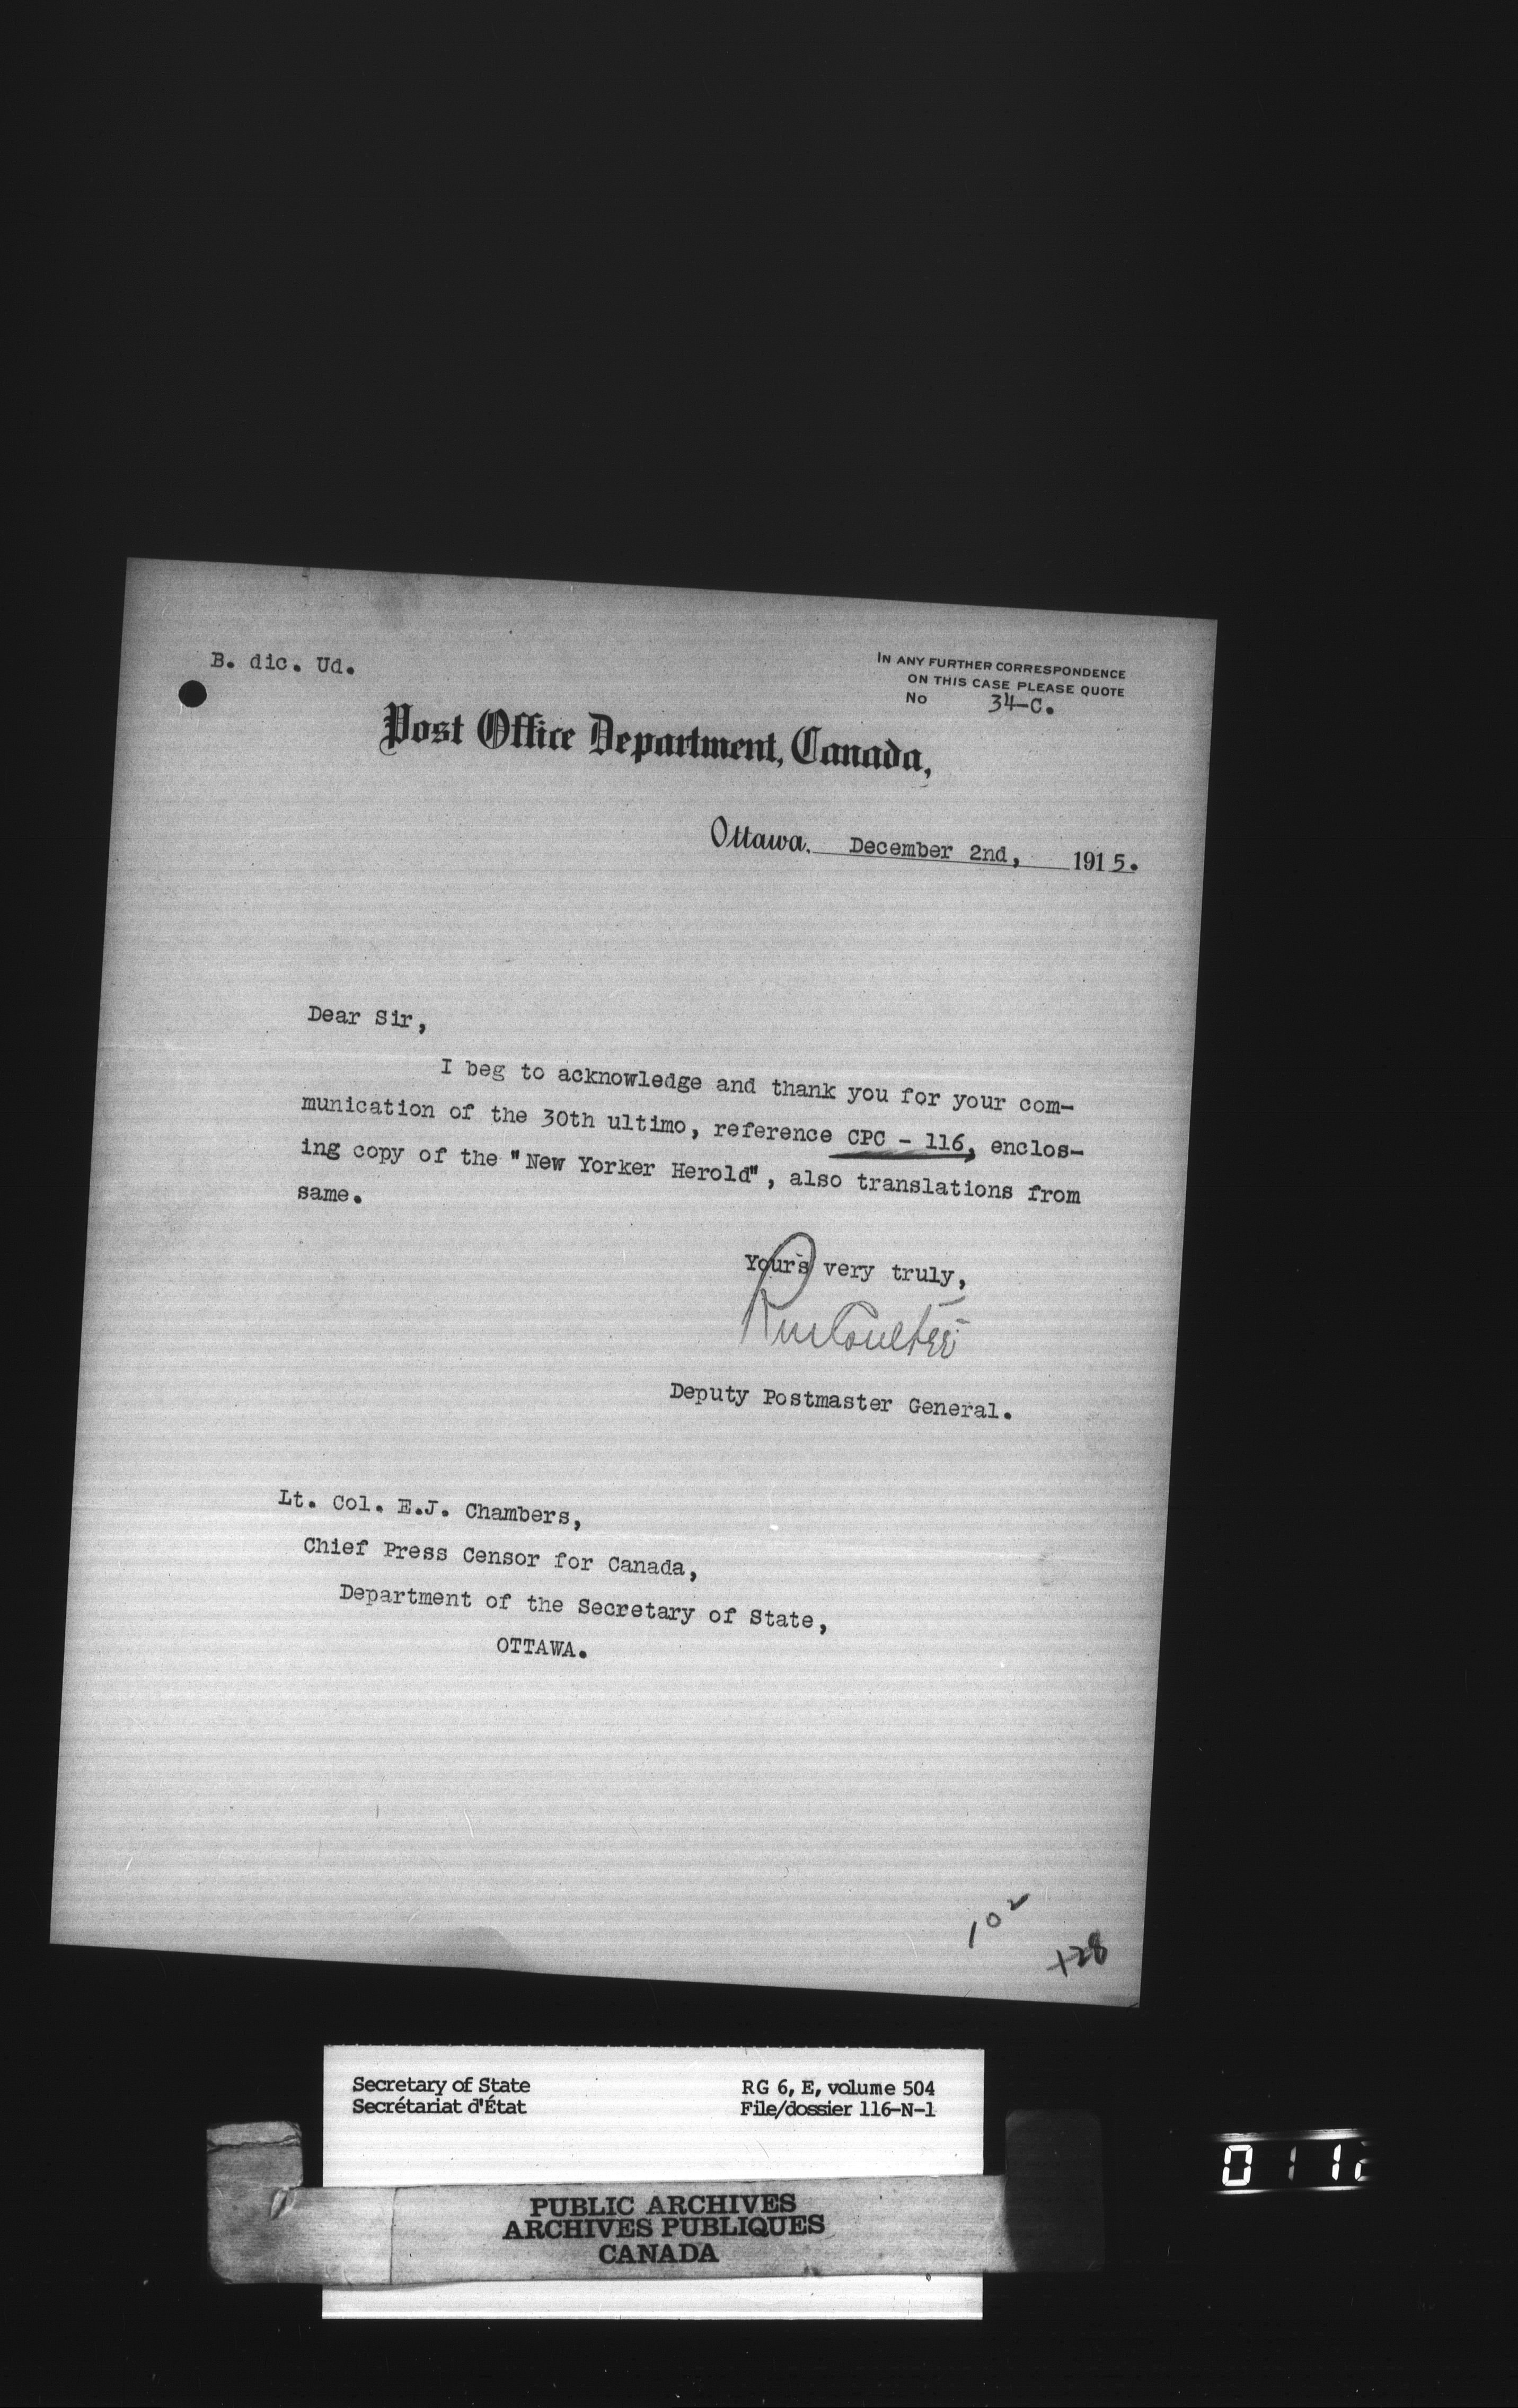 B. dic. Ud.
IN ANY FURTHER CORRESPONDENCE
ON THIS CASE PLEASE QUOTE
No 34-C.
Post Office Department, Canada,
Ottawa, December 2nd, 1915.
Dear Sir,
I beg to acknowledge and thank you for your com-
munication of the 30th ultimo, reference CPC - 116, enclos-
ing copy of the "New Yorker Herold", also translations from
same.
Yours very truly,
RmCoulter
Deputy Postmaster General.
Lt. Col. E.J. Chambers,
Chief Press Censor for Canada,
Department of the Secretary of State,
OTTAWA.
102
+28
Secretary of State
Secrétariat d'État
RG 6, E, volume 504
File/dossier 116-N-1
PUBLIC ARCHIVES
ARCHIVES PUBLIQUES
CANADA
0112